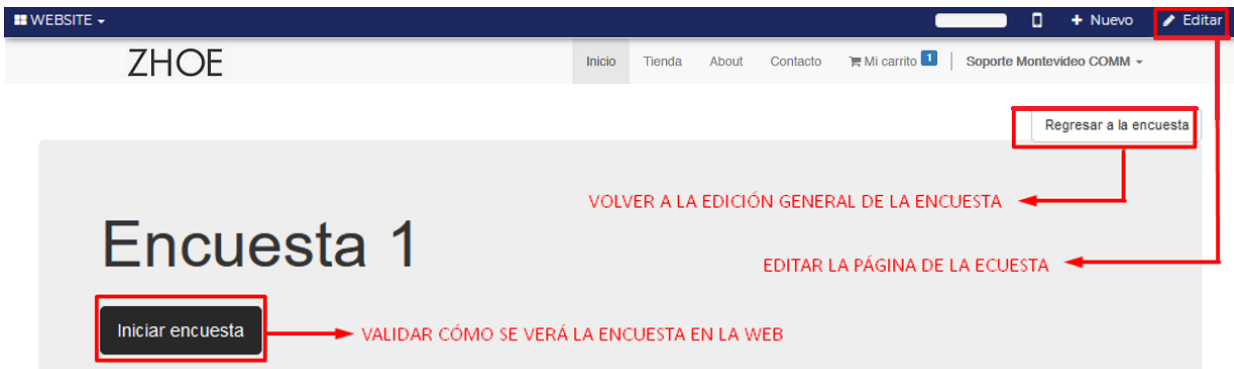 WEBSITE
+ Nuevo
Editar
ZHOE
Inicio Tienda About Contacto Mi carrito 1 Soporte Montevideo COMM
Regresar a la encuesta
VOLVER A LA EDICIÓN GENERAL DE LA ENCUESTA
Encuesta 1
EDITAR LA PÁGINA DE LA ECUESTA
Iniciar encuesta
VALIDAR CÓMO SE VERÁ LA ENCUESTA EN LA WEB